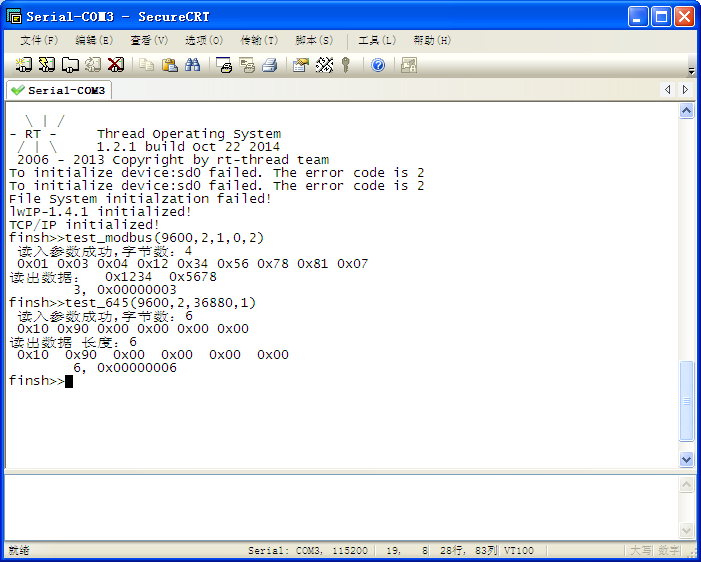 Serial-COM3 - SecureCRT
文件(F) 编辑(E) 查看(V) 选项(O) 传输(T) 脚本(S) 工具(L) 帮助(H)
Serial-COM3
\ | /
- RT -     Thread Operating System
/ | \     1.2.1 build Oct 22 2014
2006 - 2013 Copyright by rt-thread team
To initialize device:sd0 failed. The error code is 2
To initialize device:sd0 failed. The error code is 2
File System initialzation failed!
lwIP-1.4.1 initialized!
TCP/IP initialized!
finsh>>test_modbus(9600,2,1,0,2)
读入参数成功,字节数: 4
0x01 0x03 0x04 0x12 0x34 0x56 0x78 0x81 0x07
读出数据:  0x1234  0x5678
3, 0x00000003
finsh>>test_645(9600,2,36880,1)
读入参数成功,字节数: 6
0x10 0x90 0x00 0x00 0x00 0x00
读出数据 长度: 6
0x10  0x90  0x00  0x00  0x00  0x00
6, 0x00000006
finsh>>
就绪 Serial: COM3, 115200 19, 8 28行, 83列 VT100 大写 数字